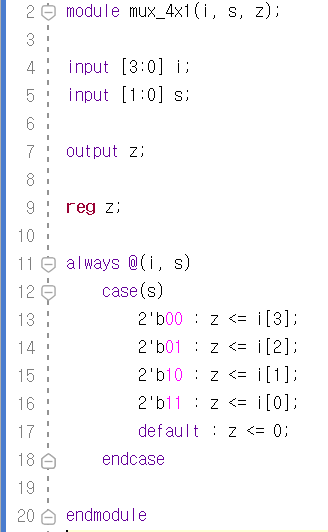 2 module mux_4x1(i, s, z);
3
4 input [3:0] i;
5 input [1:0] s;
6
7 output z;
8
9 reg z;
10
11 always @(i, s)
12 case(s)
13 2'b00 : z <= i[3];
14 2'b01 : z <= i[2];
15 2'b10 : z <= i[1];
16 2'b11 : z <= i[0];
17 default : z <= 0;
18 endcase
19
20 endmodule